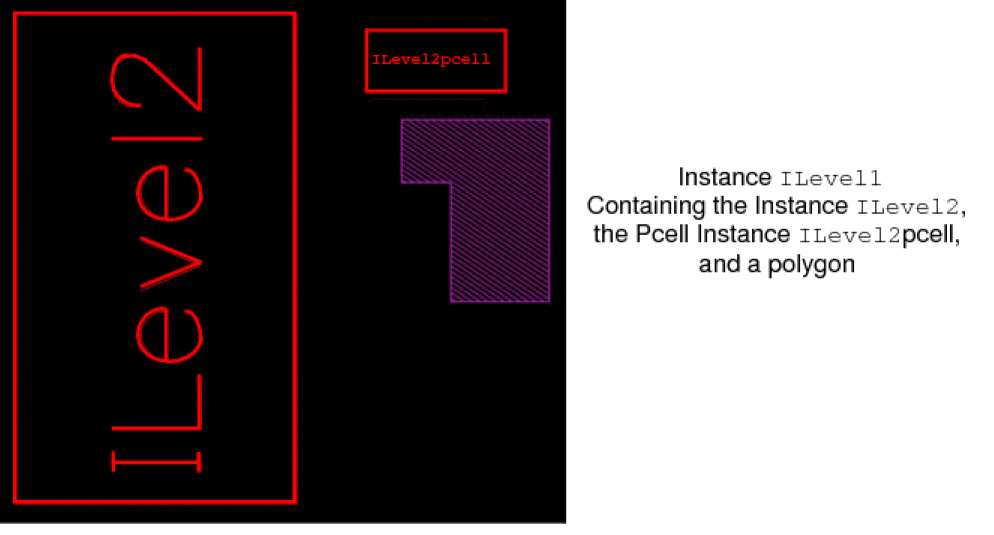 ILevel2
ILevel2pcell
Instance ILevel1
Containing the Instance ILevel2,
the Pcell Instance ILevel2pcell,
and a polygon